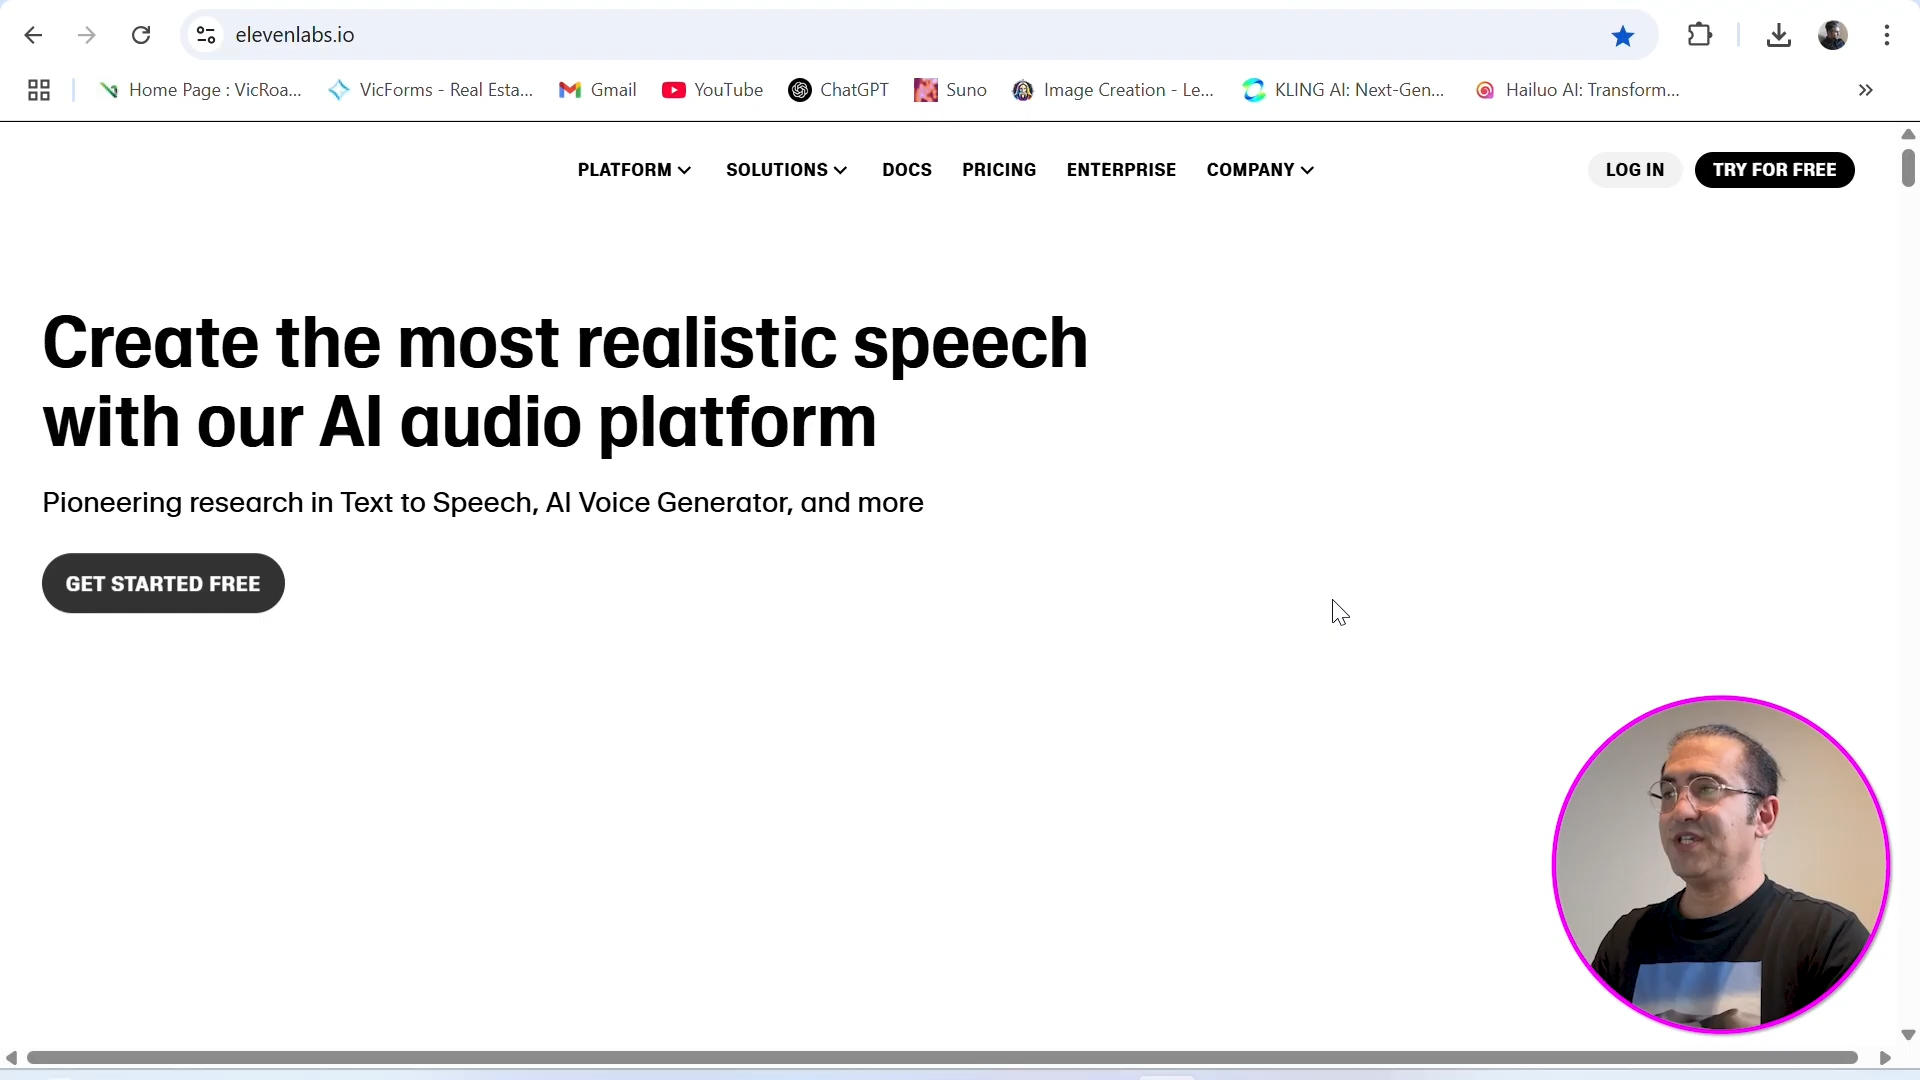 elevenlabs.io
Home Page : VicRoa... VicForms - Real Esta... Gmail YouTube ChatGPT Suno Image Creation - Le... KLING AI: Next-Gen... Hailuo AI: Transform...
PLATFORM SOLUTIONS DOCS PRICING ENTERPRISE COMPANY LOG IN TRY FOR FREE
Create the most realistic speech
with our AI audio platform
Pioneering research in Text to Speech, AI Voice Generator, and more
GET STARTED FREE